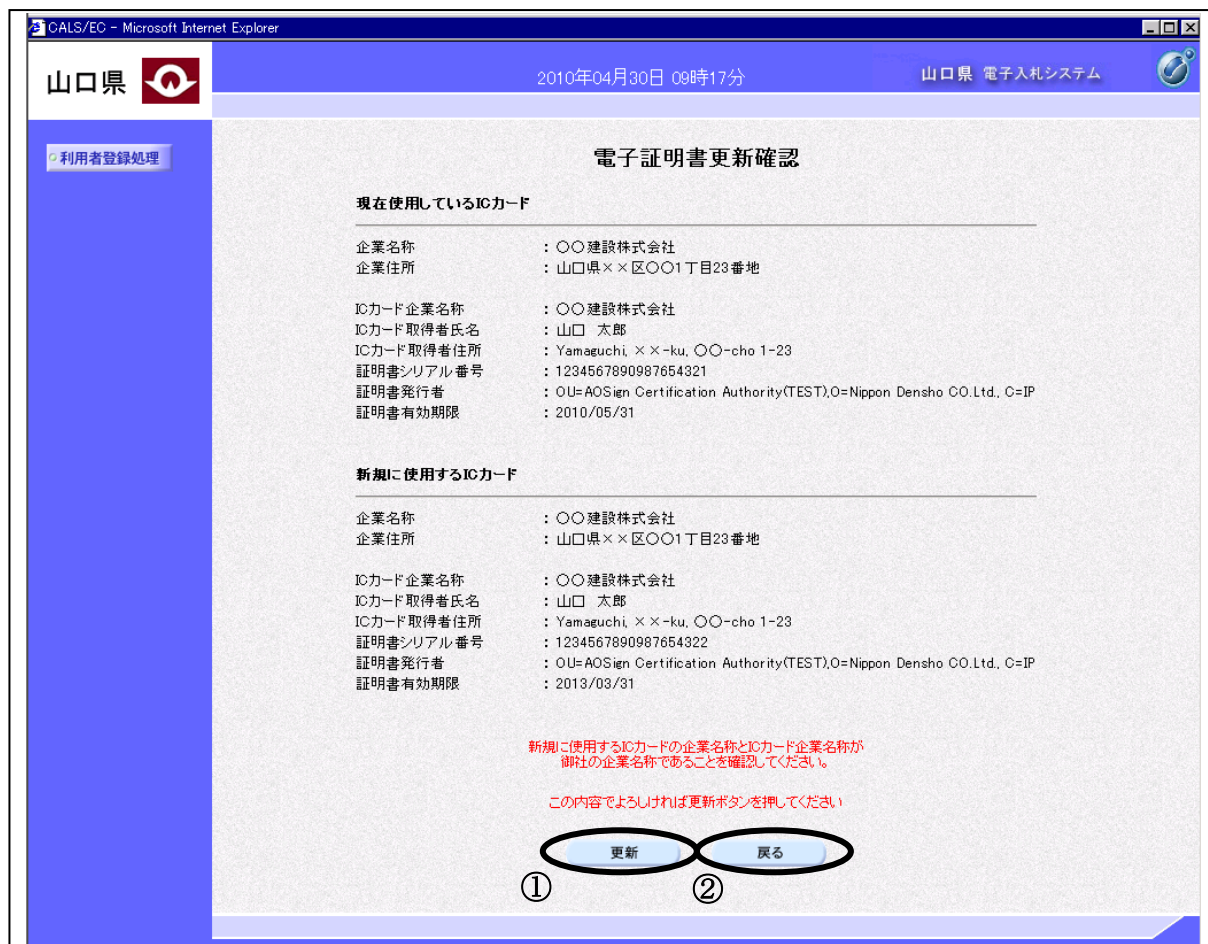 CALS/EC - Microsoft Internet Explorer
山口県
2010年04月30日 09時17分
山口県 電子入札システム
利用者登録処理
電子証明書更新確認
現在使用しているICカード
企業名称 : 〇〇建設株式会社
企業住所 : 山口県××区〇〇1丁目23番地
ICカード企業名称 : 〇〇建設株式会社
ICカード取得者氏名 : 山口 太郎
ICカード取得者住所 : Yamaguchi, ××-ku, 〇〇-cho 1-23
証明書シリアル番号 : 1234567890987654321
証明書発行者 : OU=AOSign Certification Authority(TEST),O=Nippon Densho CO.Ltd., C=IP
証明書有効期限 : 2010/05/31
新規に使用するICカード
企業名称 : 〇〇建設株式会社
企業住所 : 山口県××区〇〇1丁目23番地
ICカード企業名称 : 〇〇建設株式会社
ICカード取得者氏名 : 山口 太郎
ICカード取得者住所 : Yamaguchi, ××-ku, 〇〇-cho 1-23
証明書シリアル番号 : 1234567890987654322
証明書発行者 : OU=AOSign Certification Authority(TEST),O=Nippon Densho CO.Ltd., C=IP
証明書有効期限 : 2013/03/31
新規に使用するICカードの企業名称とICカード企業名称が
御社の企業名称であることを確認してください。
この内容でよろしければ更新ボタンを押してください
更新 戻る
① ②